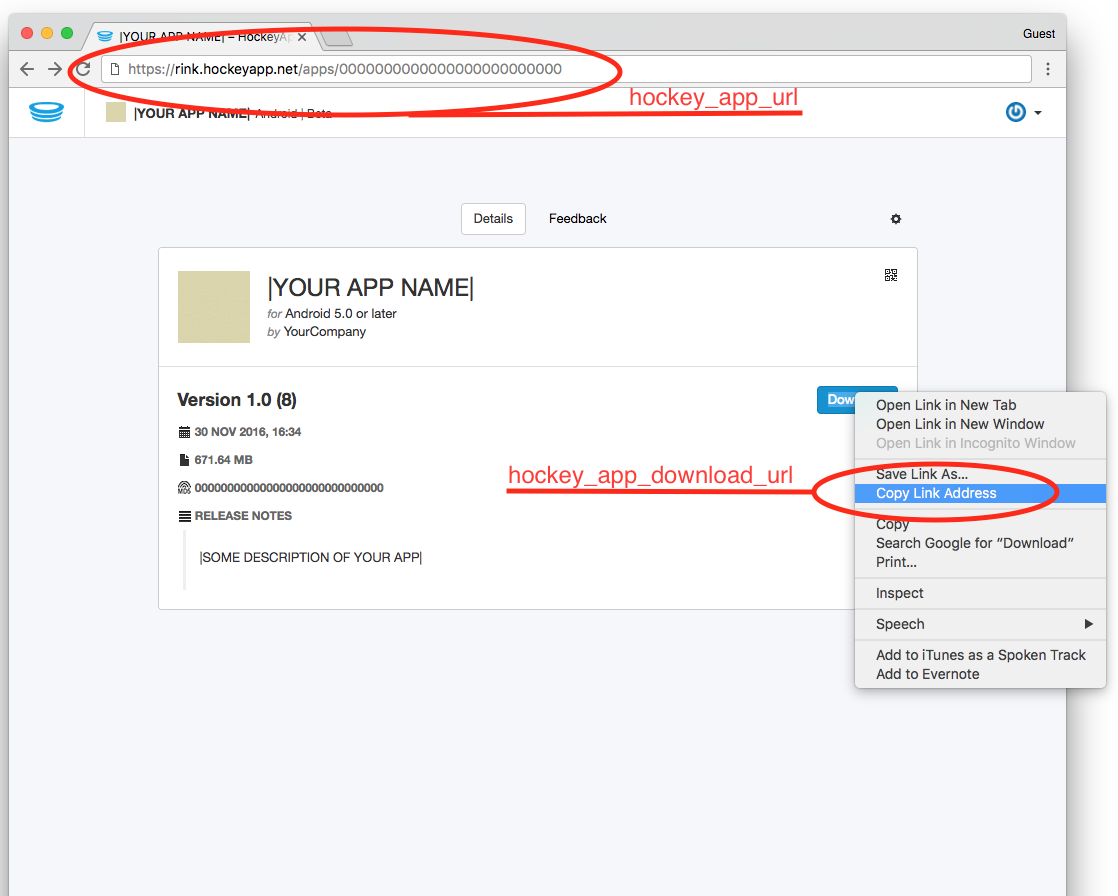 |YOUR APP NAME| – HockeyAp
Guest
https://rink.hockeyapp.net/apps/0000000000000000000000000
hockey_app_url
|YOUR APP NAME| Android | Beta
Details
Feedback
|YOUR APP NAME|
for Android 5.0 or later
by YourCompany
Version 1.0 (8)
Dow
30 NOV 2016, 16:34
671.64 MB
0000000000000000000000000000
RELEASE NOTES
|SOME DESCRIPTION OF YOUR APP|
hockey_app_download_url
Open Link in New Tab
Open Link in New Window
Open Link in Incognito Window
Save Link As...
Copy Link Address
Copy
Search Google for “Download”
Print...
Inspect
Speech
Add to iTunes as a Spoken Track
Add to Evernote